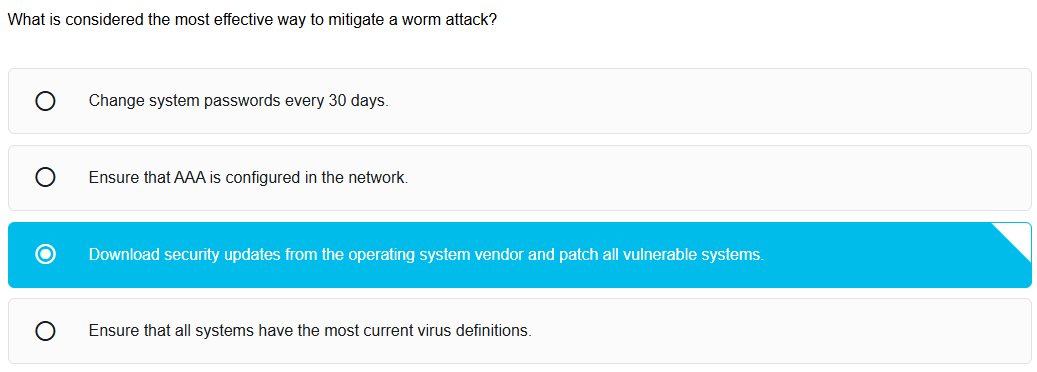 What is considered the most effective way to mitigate a worm attack?
Change system passwords every 30 days.
Ensure that AAA is configured in the network.
Download security updates from the operating system vendor and patch all vulnerable systems.
Ensure that all systems have the most current virus definitions.